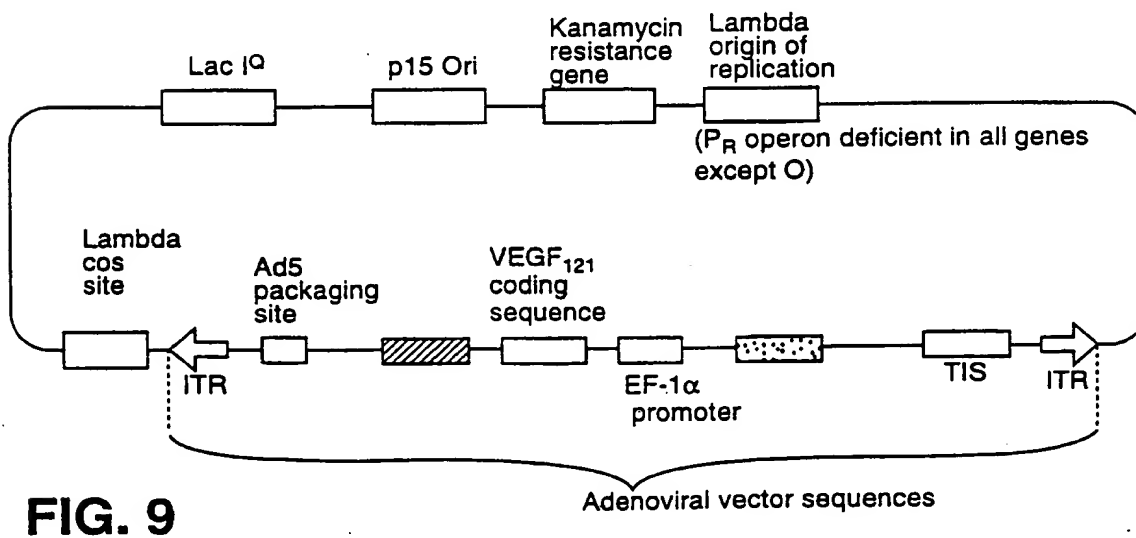 Lac I^Q
p15 Ori
Kanamycin
resistance
gene
Lambda
origin of
replication
(P_R operon deficient in all genes
except O)
Lambda
cos
site
Ad5
packaging
site
VEGF₁₂₁
coding
sequence
ITR
EF-1α
promoter
TIS
ITR
Adenoviral vector sequences
FIG. 9